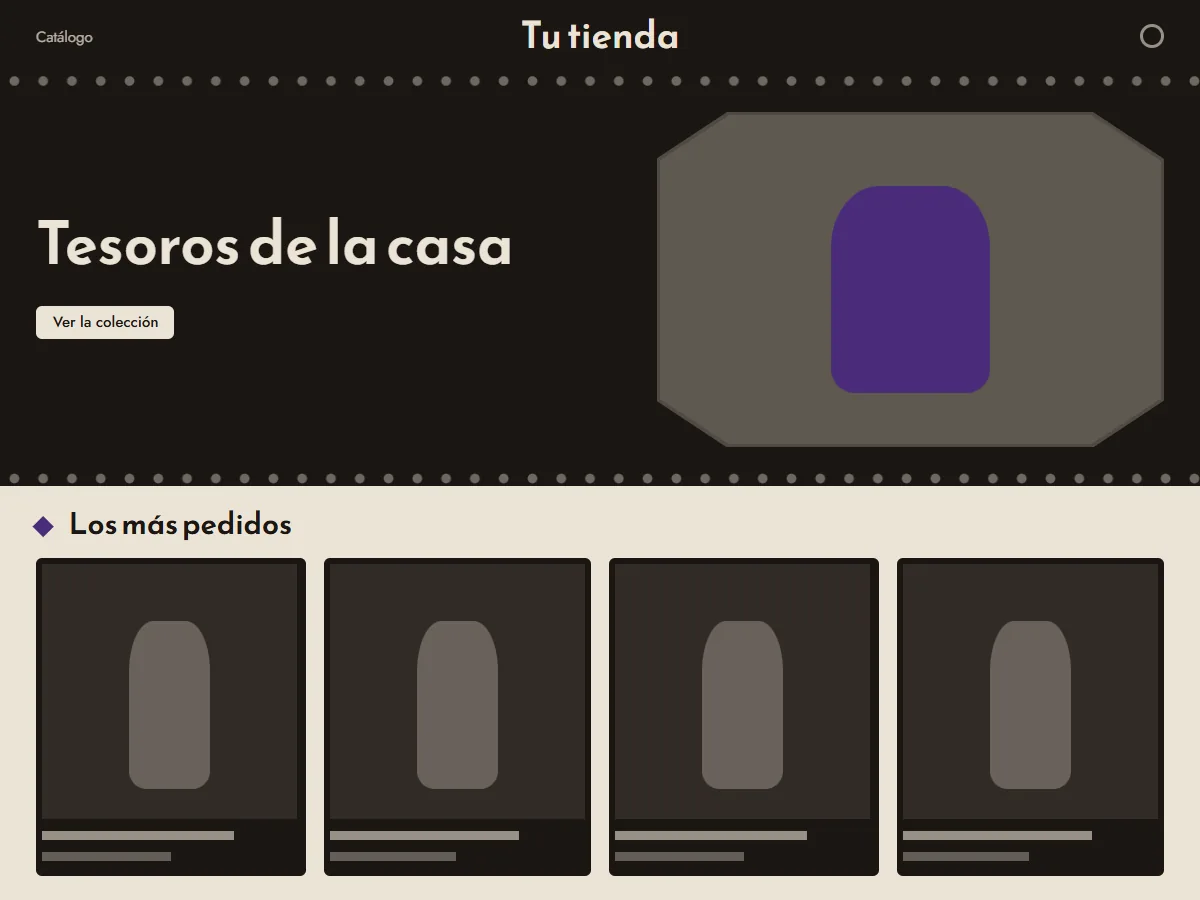 Catálogo
Tu tienda
Tesoros de la casa
Ver la colección
Los más pedidos